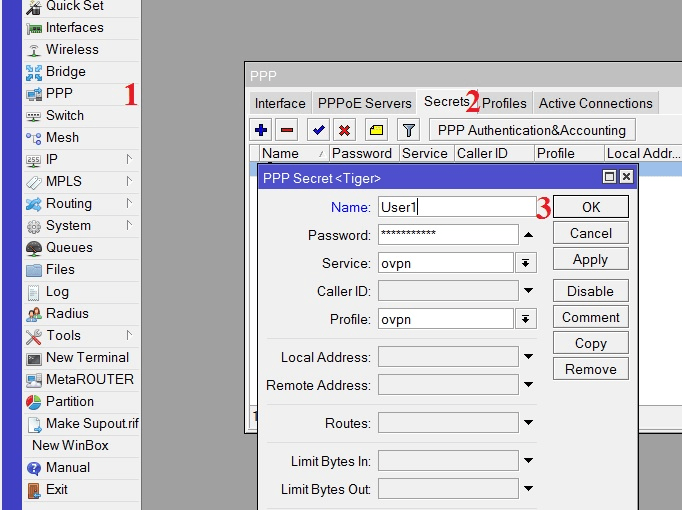 Quick Set
Interfaces
Wireless
Bridge
PPP
1
Switch
Mesh
IP
MPLS
Routing
System
Queues
Files
Log
Radius
Tools
New Terminal
MetaROUTER
Partition
Make Supout.rif
New WinBox
Manual
Exit
PPP
Interface PPPoE Servers Secrets 2 Profiles Active Connections
PPP Authentication&Accounting
Name Password Service Caller ID Profile Local Addr...
PPP Secret <Tiger>
Name: User1 3 OK
Password: *********** Cancel
Service: ovpn Apply
Caller ID: Disable
Profile: ovpn Comment
Copy
Local Address:
Remove
Remote Address:
Routes:
Limit Bytes In:
Limit Bytes Out: